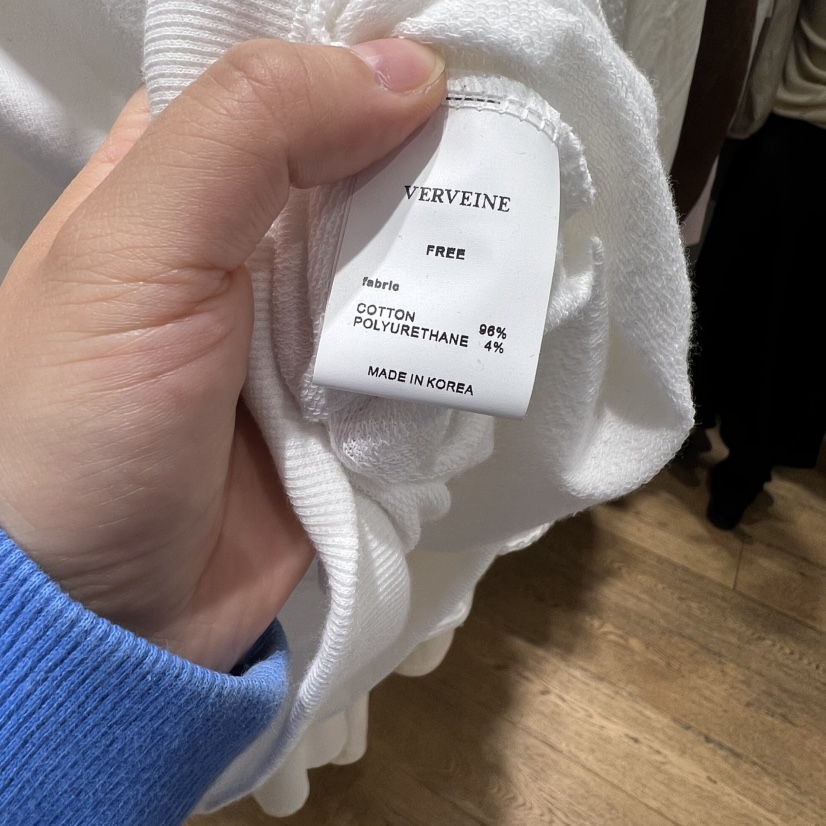 VERVEINE
FREE
fabric
COTTON 96%
POLYURETHANE 4%
MADE IN KOREA